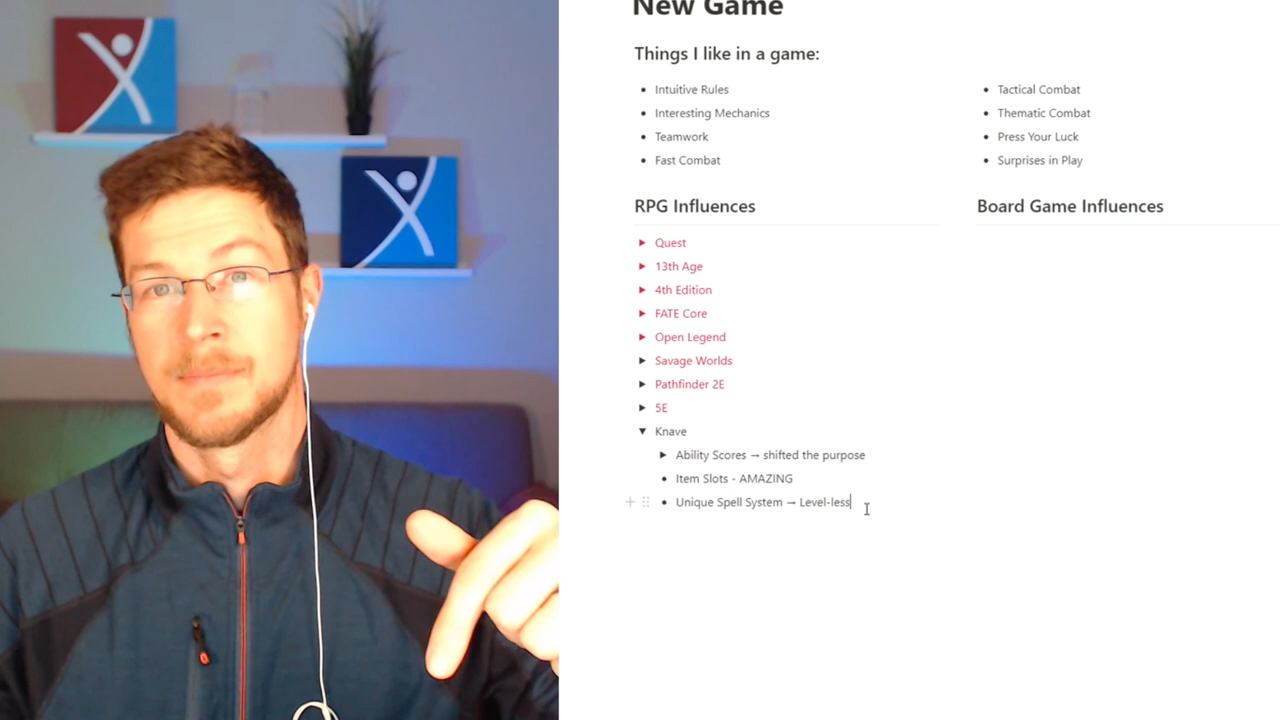 New Game
Things I like in a game:
• Intuitive Rules
• Interesting Mechanics
• Teamwork
• Fast Combat
• Tactical Combat
• Thematic Combat
• Press Your Luck
• Surprises in Play
RPG Influences
Quest
13th Age
4th Edition
FATE Core
Open Legend
Savage Worlds
Pathfinder 2E
5E
Knave
Ability Scores → shifted the purpose
• Item Slots - AMAZING
• Unique Spell System → Level-less
Board Game Influences